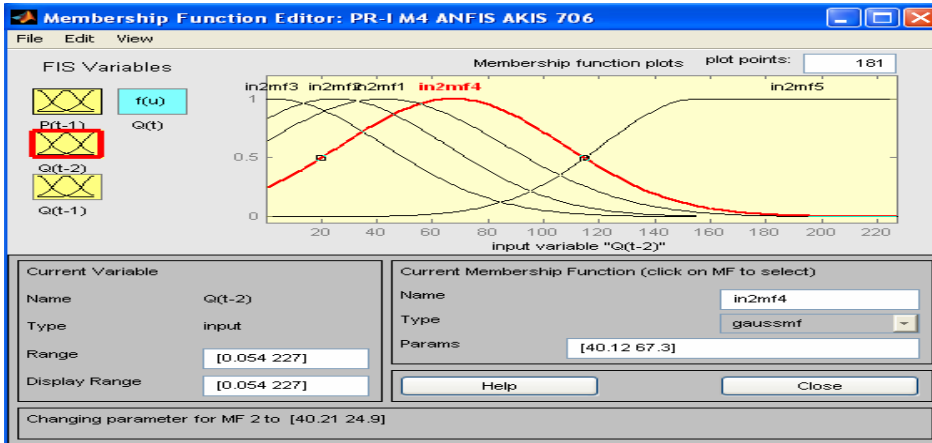 Membership Function Editor: PR-I M4 ANFIS AKIS 706
File Edit View
FIS Variables
P(t-1)
f(u)
Q(t)
Q(t-2)
Q(t-1)
Membership function plots
plot points: 181
in2mf3 in2mf2 in2mf1 in2mf4 in2mf5
1
0.5
0
20 40 60 80 100 120 140 160 180 200 220
input variable "Q(t-2)"
Current Variable
Name Q(t-2)
Type input
Range [0.054 227]
Display Range [0.054 227]
Current Membership Function (click on MF to select)
Name in2mf4
Type gaussmf
Params [40.12 67.3]
Help Close
Changing parameter for MF 2 to [40.21 24.9]